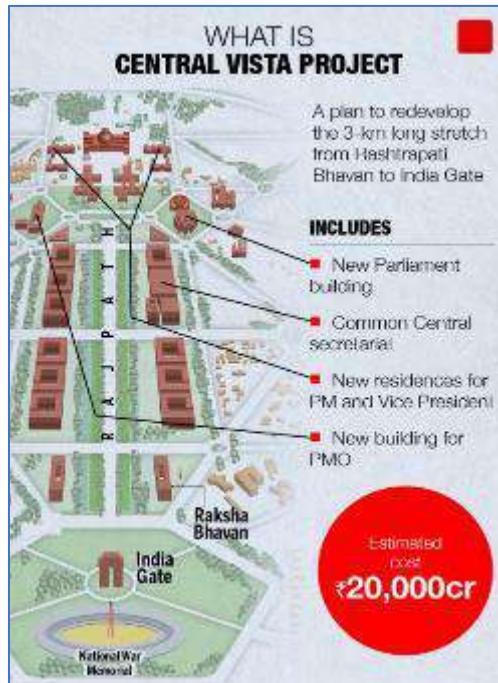 WHAT IS
CENTRAL VISTA PROJECT
A plan to redevelop
the 3-km long stretch
from Rashtrapati
Bhavan to India Gate
INCLUDES
New Parliament
building
Common Central
secretariat
New residences for
PM and Vice President
New building for
PMO
RAJPATH
Raksha
Bhavan
India
Gate
National War
Memorial
Estimated
cost
₹20,000cr